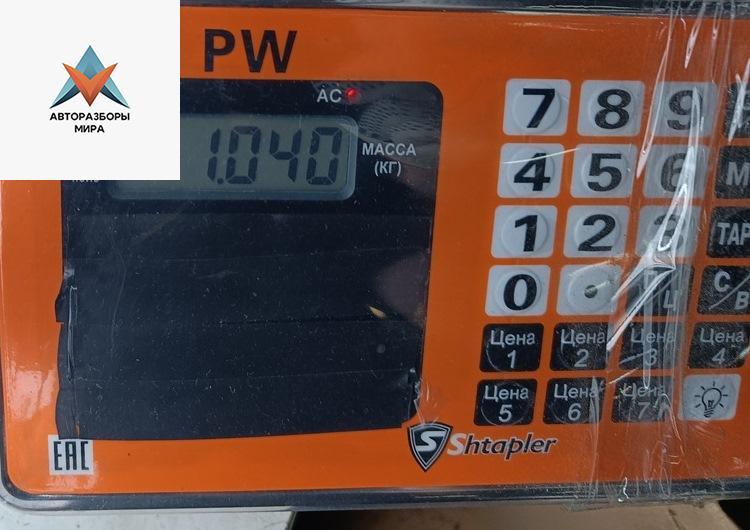 АВТОРАЗБОРЫ
МИРА
PW
AC
1.040
МАССА
(КГ)
7 8 9
4 5 6
М
1 2 3
ТАР
0 .
С/В
Цена 1
Цена 2
Цена 3
Цена 4
Цена 5
Цена 6
Цена 7
EAC
S
Shtapler